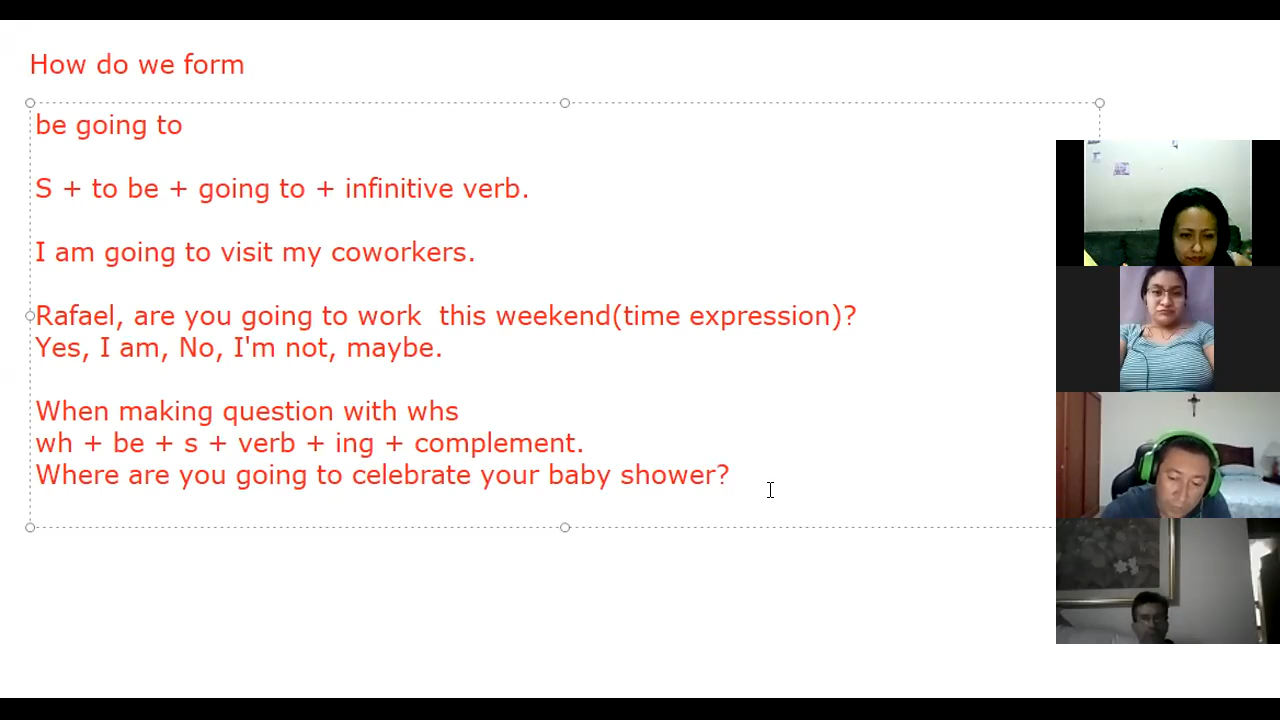 How do we form
be going to
S + to be + going to + infinitive verb.
I am going to visit my coworkers.
Rafael, are you going to work  this weekend(time expression)?
Yes, I am, No, I'm not, maybe.
When making question with whs
wh + be + s + verb + ing + complement.
Where are you going to celebrate your baby shower?